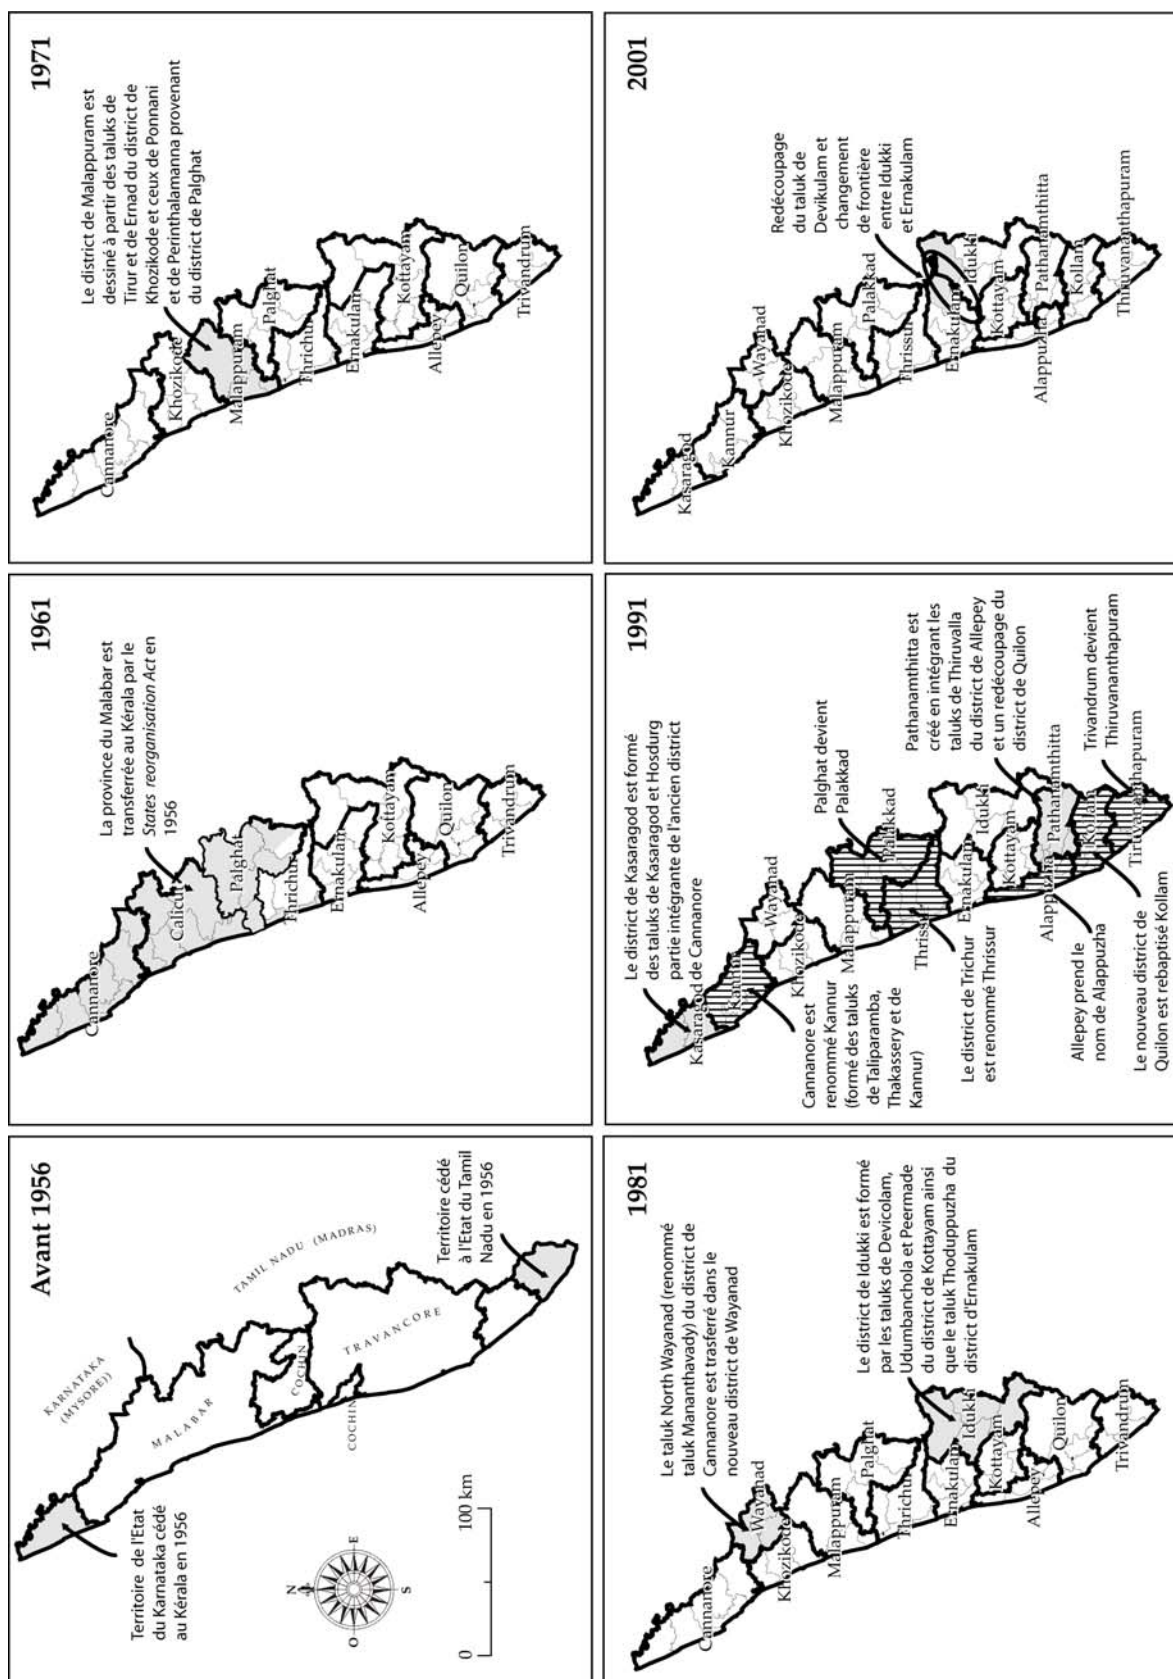 Avant 1956
KARNATAKA
(MYSORE))
TAMIL NADU (MADRAS)
MALABAR
COCHIN
COCHIN
TRAVANCORE
Territoire de l'Etat
du Karnataka cédé
au Kérala en 1956
Territoire cédé
à l'Etat du Tamil
Nadu en 1956
N
O
E
S
0
100 km
1961
La province du Malabar est
transferrée au Kérala par le
States reorganisation Act en
1956
Cannanore
Calicut
Palghat
Thrichur
Ernakulam
Kottayam
Allepey
Quilon
Trivandrum
1971
Le district de Malappuram est
dessiné à partir des taluks de
Tirur et de Ernad du district de
Khozikode et ceux de Ponnani
et de Perinthalamanna provenant
du district de Palghat
Cannanore
Khozikode
Malappuram
Palghat
Thrichur
Ernakulam
Kottayam
Allepey
Quilon
Trivandrum
1981
Le taluk North Wayanad (renommé
taluk Mananthavady) du district de
Cannanore est trasferré dans le
nouveau district de Wayanad
Cannanore
Wayanad
Khozikode
Malappuram
Palghat
Thrichur
Ernakulam
Idukki
Kottayam
Allepey
Quilon
Trivandrum
Le district de Idukki est formé
par les taluks de Devicolam,
Udumbanchola et Peermade
du district de Kottayam ainsi
que le taluk Thoduppuzha du
district d'Ernakulam
1991
Le district de Kasaragod est formé
des taluks de Kasaragod et Hosdurg
partie intégrante de l'ancien district
de Cannanore
Kasaragod
Kannur
Wayanad
Khozikode
Malappuram
Palakkad
Thrissur
Ernakulam
Idukki
Kottayam
Alappuzha
Pathanamthitta
Kollam
Tiruvananthapuram
Cannanore est
renommé Kannur
(formé des taluks
de Taliparamba,
Thakassery et de
Kannur)
Palghat devient
Palakkad
Le district de Trichur
est renommé Thrissur
Pathanamthitta est
créé en intégrant les
taluks de Thiruvalla
du district de Allepey
et un redécoupage du
district de Quilon
Allepey prend le
nom de Alappuzha
Trivandrum devient
Thiruvananthapuram
Le nouveau district de
Quilon est rebaptisé Kollam
2001
Redécoupage
du taluk de
Devikulam et
changement
de frontière
entre Idukki
et Ernakulam
Kasaragod
Kannur
Wayanad
Khozikode
Malappuram
Palakkad
Thrissur
Ernakulam
Idukki
Kottayam
Alappuzha
Pathanamthitta
Kollam
Thiruvananthapuram